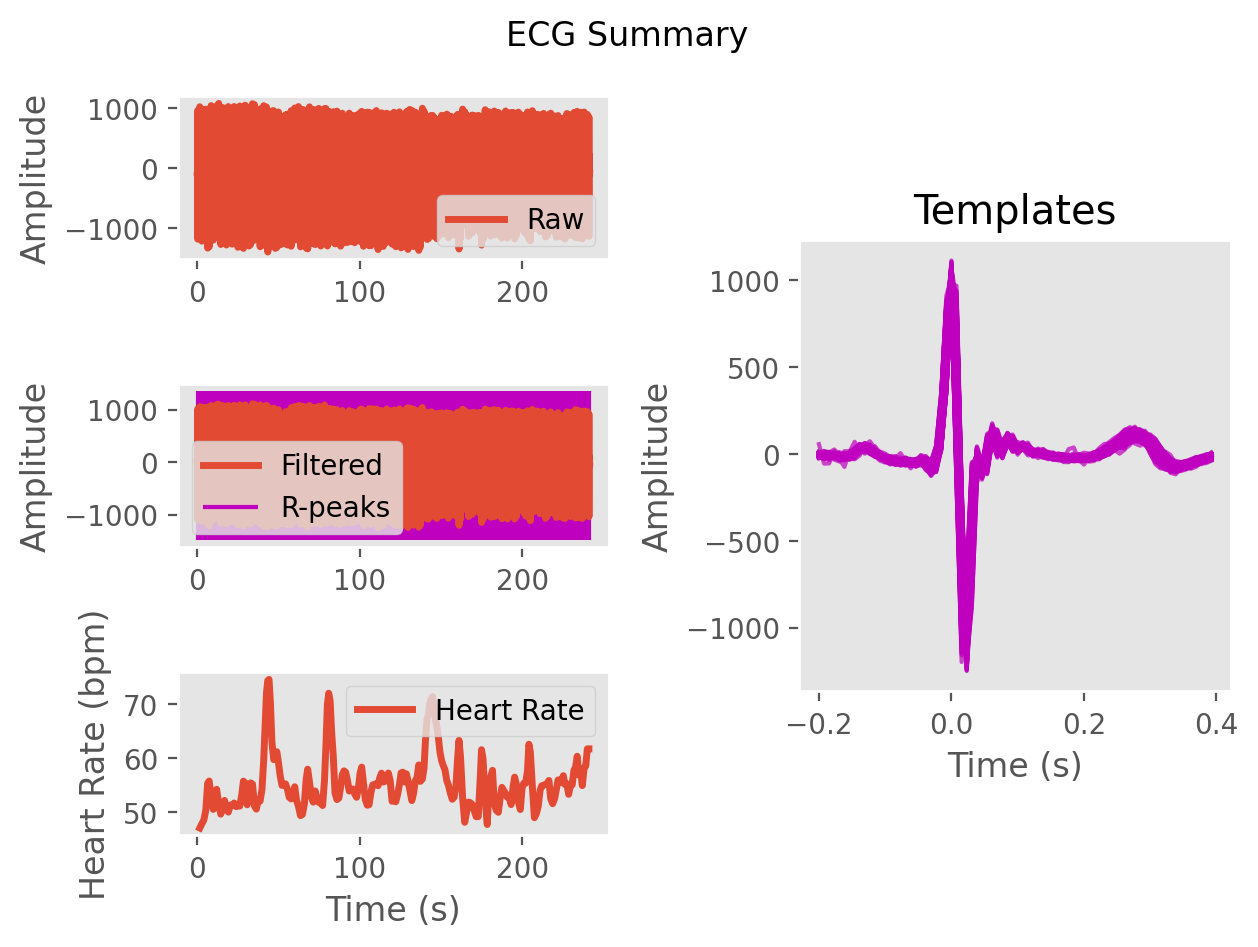 ECG Summary
Amplitude
1000
0
−1000
Raw
0 100 200
Amplitude
1000
0
−1000
Filtered
R-peaks
0 100 200
Heart Rate (bpm)
70
60
50
Heart Rate
0 100 200
Time (s)
Templates
Amplitude
1000
500
0
−500
−1000
−0.2 0.0 0.2 0.4
Time (s)